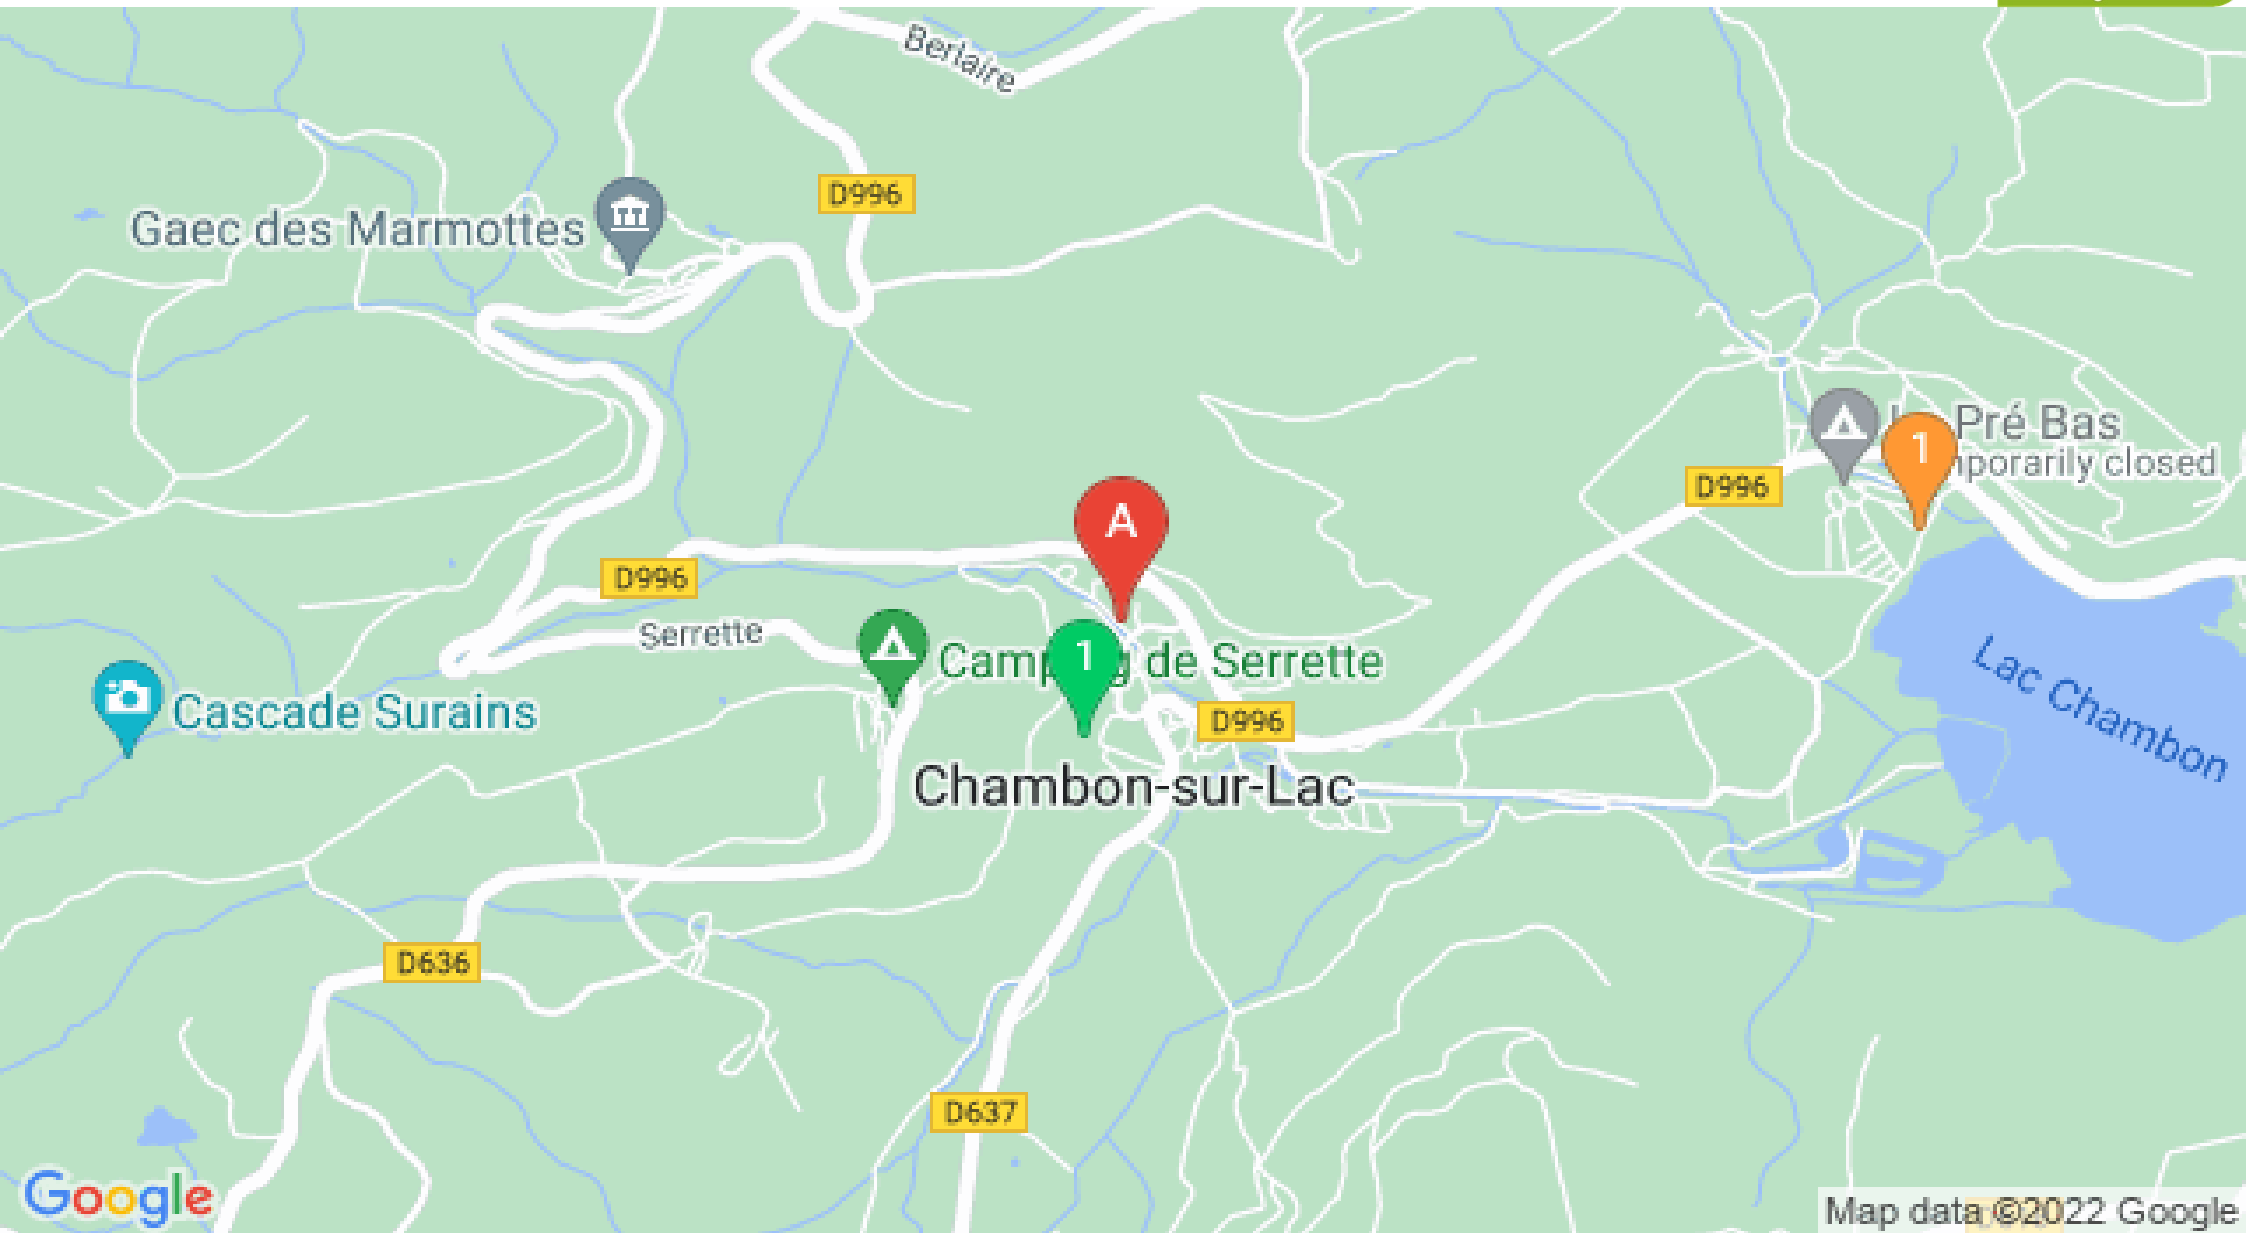 Berlaire
D996
Gaec des Marmottes
Pré Bas
1
mporarily closed
D996
A
D996
Serrette
1
Camp g de Serrette
Lac Chambon
Cascade Surains
D996
Chambon-sur-Lac
D636
D637
Google
Map data ©2022 Google